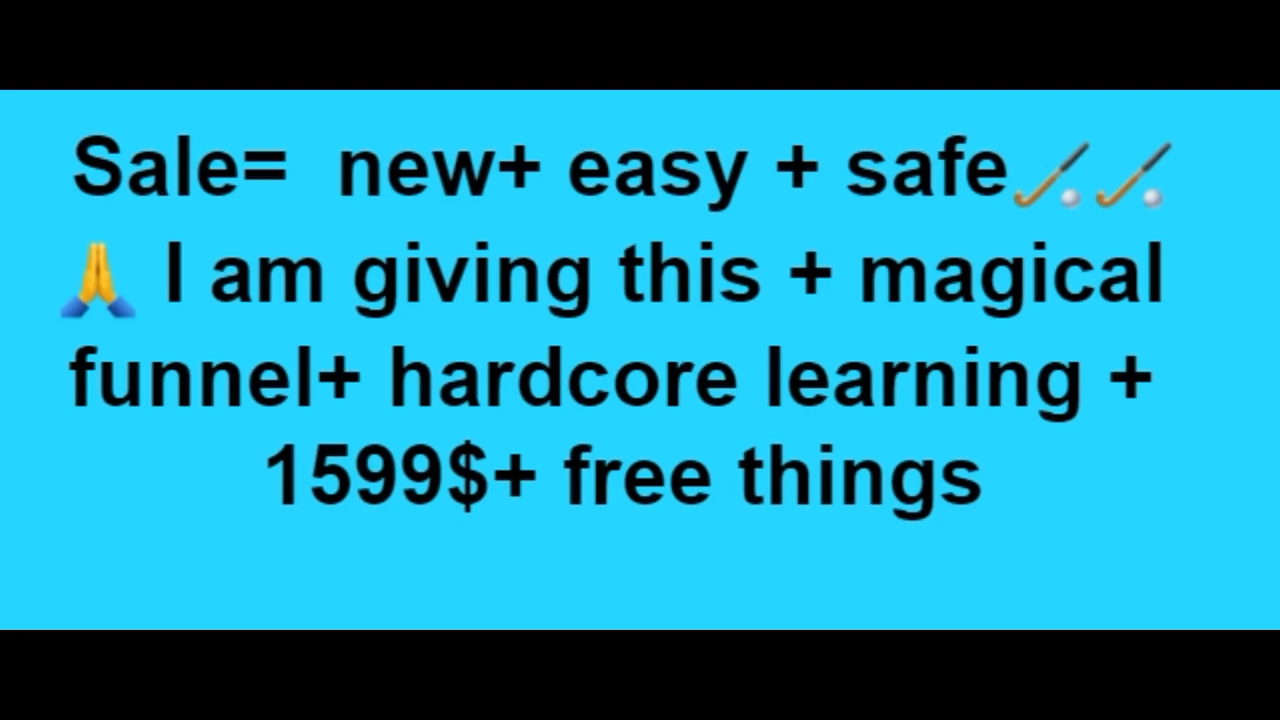 Sale=  new+ easy + safe🏑🏑
🙏 I am giving this + magical
funnel+ hardcore learning +
1599$+ free things